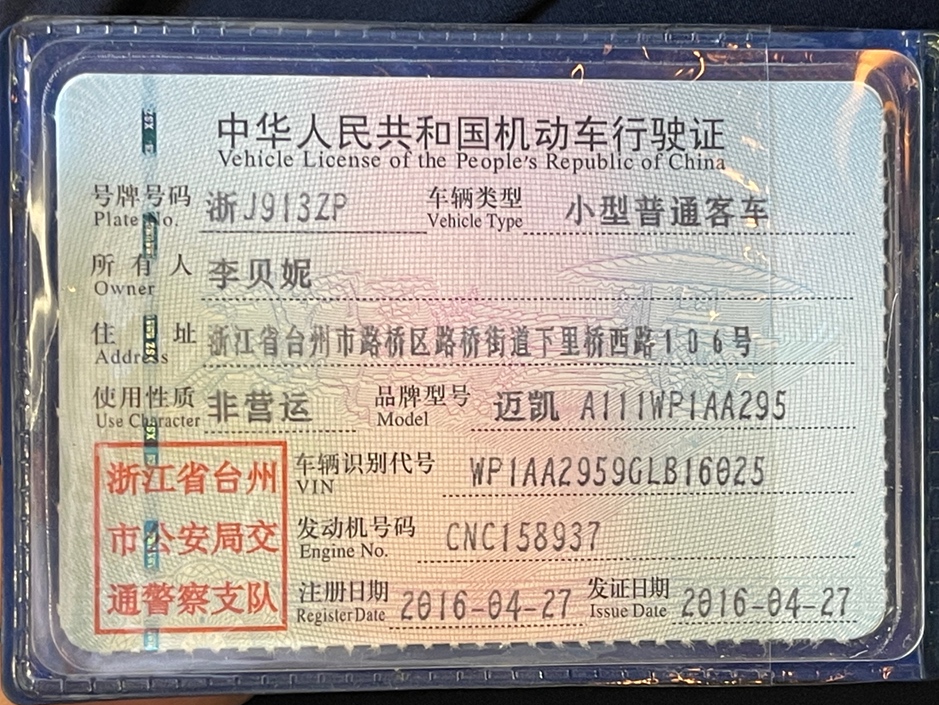 中华人民共和国机动车行驶证
Vehicle License of the People's Republic of China
号牌号码 浙J913ZP 车辆类型 小型普通客车
Plate No. Vehicle Type
所有人 李贝妮
Owner
住址 浙江省台州市路桥区路桥街道下里桥西路106号
Address
使用性质 非营运 品牌型号 迈凯 A111WP1AA295
Use Character Model
浙江省台州 车辆识别代号 WP1AA2959GLB16025
VIN
市公安局交 发动机号码 CNC158937
Engine No.
通警察支队 注册日期 2016-04-27 发证日期 2016-04-27
Register Date Issue Date